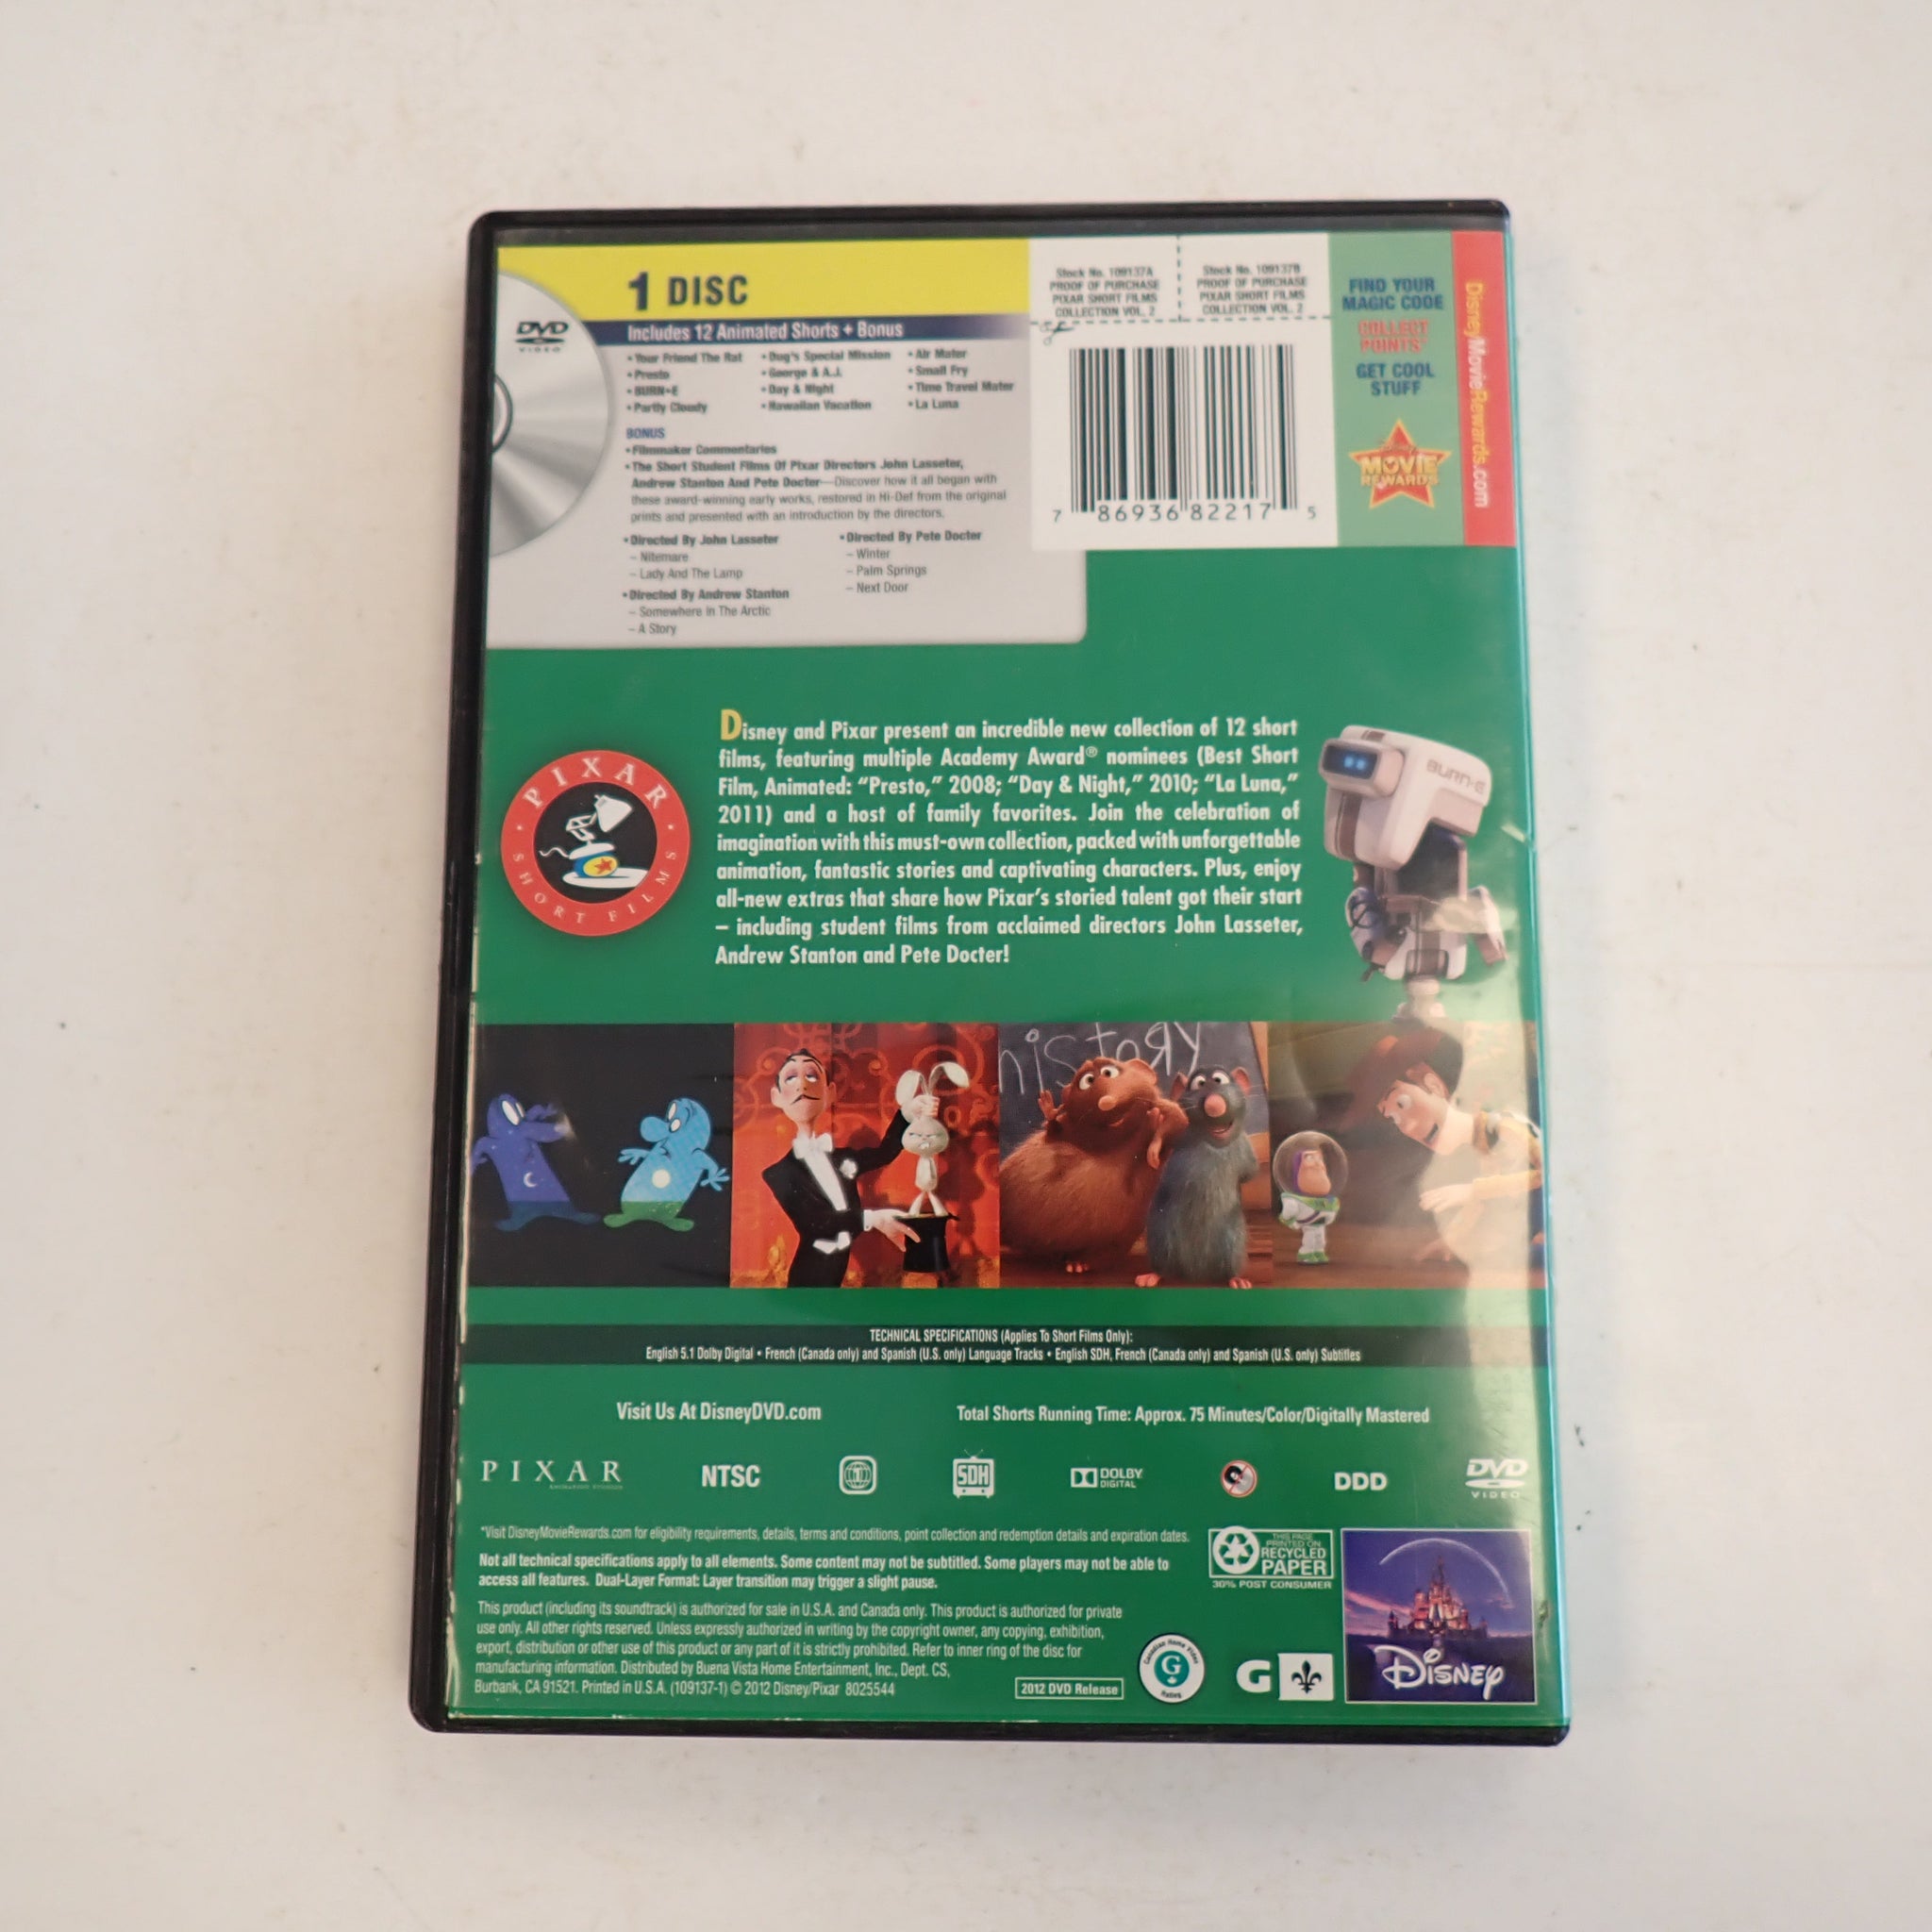 1 DISC
Includes 12 Animated Shorts + Bonus
DVD
VIDEO
• Your Friend The Rat
• Presto
• BURN•E
• Partly Cloudy
• Dug's Special Mission
• George & A.J.
• Day & Night
• Hawaiian Vacation
• Air Mater
• Small Fry
• Time Travel Mater
• La Luna
BONUS
• Filmmaker Commentaries
• The Short Student Films Of Pixar Directors John Lasseter,
Andrew Stanton And Pete Docter—Discover how it all began with
these award-winning early works, restored in Hi-Def from the original
prints and presented with an introduction by the directors.
• Directed By John Lasseter
– Nitemare
– Lady And The Lamp
• Directed By Andrew Stanton
– Somewhere In The Arctic
– A Story
• Directed By Pete Docter
– Winter
– Palm Springs
– Next Door
Stock No. 109137A
PROOF OF PURCHASE
PIXAR SHORT FILMS
COLLECTION VOL. 2
Stock No. 109137B
PROOF OF PURCHASE
PIXAR SHORT FILMS
COLLECTION VOL. 2
7 86936 82217 5
FIND YOUR
MAGIC CODE
COLLECT
POINTS*
GET COOL
STUFF
Disney
MOVIE
REWARDS
DisneyMovieRewards.com
Disney and Pixar present an incredible new collection of 12 short
films, featuring multiple Academy Award® nominees (Best Short
Film, Animated: “Presto,” 2008; “Day & Night,” 2010; “La Luna,”
2011) and a host of family favorites. Join the celebration of
imagination with this must-own collection, packed with unforgettable
animation, fantastic stories and captivating characters. Plus, enjoy
all-new extras that share how Pixar’s storied talent got their start
– including student films from acclaimed directors John Lasseter,
Andrew Stanton and Pete Docter!
PIXAR
SHORT FILMS
BURN·E
history
TECHNICAL SPECIFICATIONS (Applies To Short Films Only):
English 5.1 Dolby Digital • French (Canada only) and Spanish (U.S. only) Language Tracks • English SDH, French (Canada only) and Spanish (U.S. only) Subtitles
Visit Us At DisneyDVD.com
Total Shorts Running Time: Approx. 75 Minutes/Color/Digitally Mastered
PIXAR
ANIMATION STUDIOS
NTSC
1
SDH
DOLBY
DIGITAL
DDD
DVD
VIDEO
*Visit DisneyMovieRewards.com for eligibility requirements, details, terms and conditions, point collection and redemption details and expiration dates.
Not all technical specifications apply to all elements. Some content may not be subtitled. Some players may not be able to
access all features. Dual-Layer Format: Layer transition may trigger a slight pause.
This product (including its soundtrack) is authorized for sale in U.S.A. and Canada only. This product is authorized for private
use only. All other rights reserved. Unless expressly authorized in writing by the copyright owner, any copying, exhibition,
export, distribution or other use of this product or any part of it is strictly prohibited. Refer to inner ring of the disc for
manufacturing information. Distributed by Buena Vista Home Entertainment, Inc., Dept. CS,
Burbank, CA 91521. Printed in U.S.A. (109137-1) © 2012 Disney/Pixar 8025544
2012 DVD Release
THIS PAGE
PRINTED ON
RECYCLED
PAPER
30% POST CONSUMER
Canadian Home Video
G
Rating
G
Disney